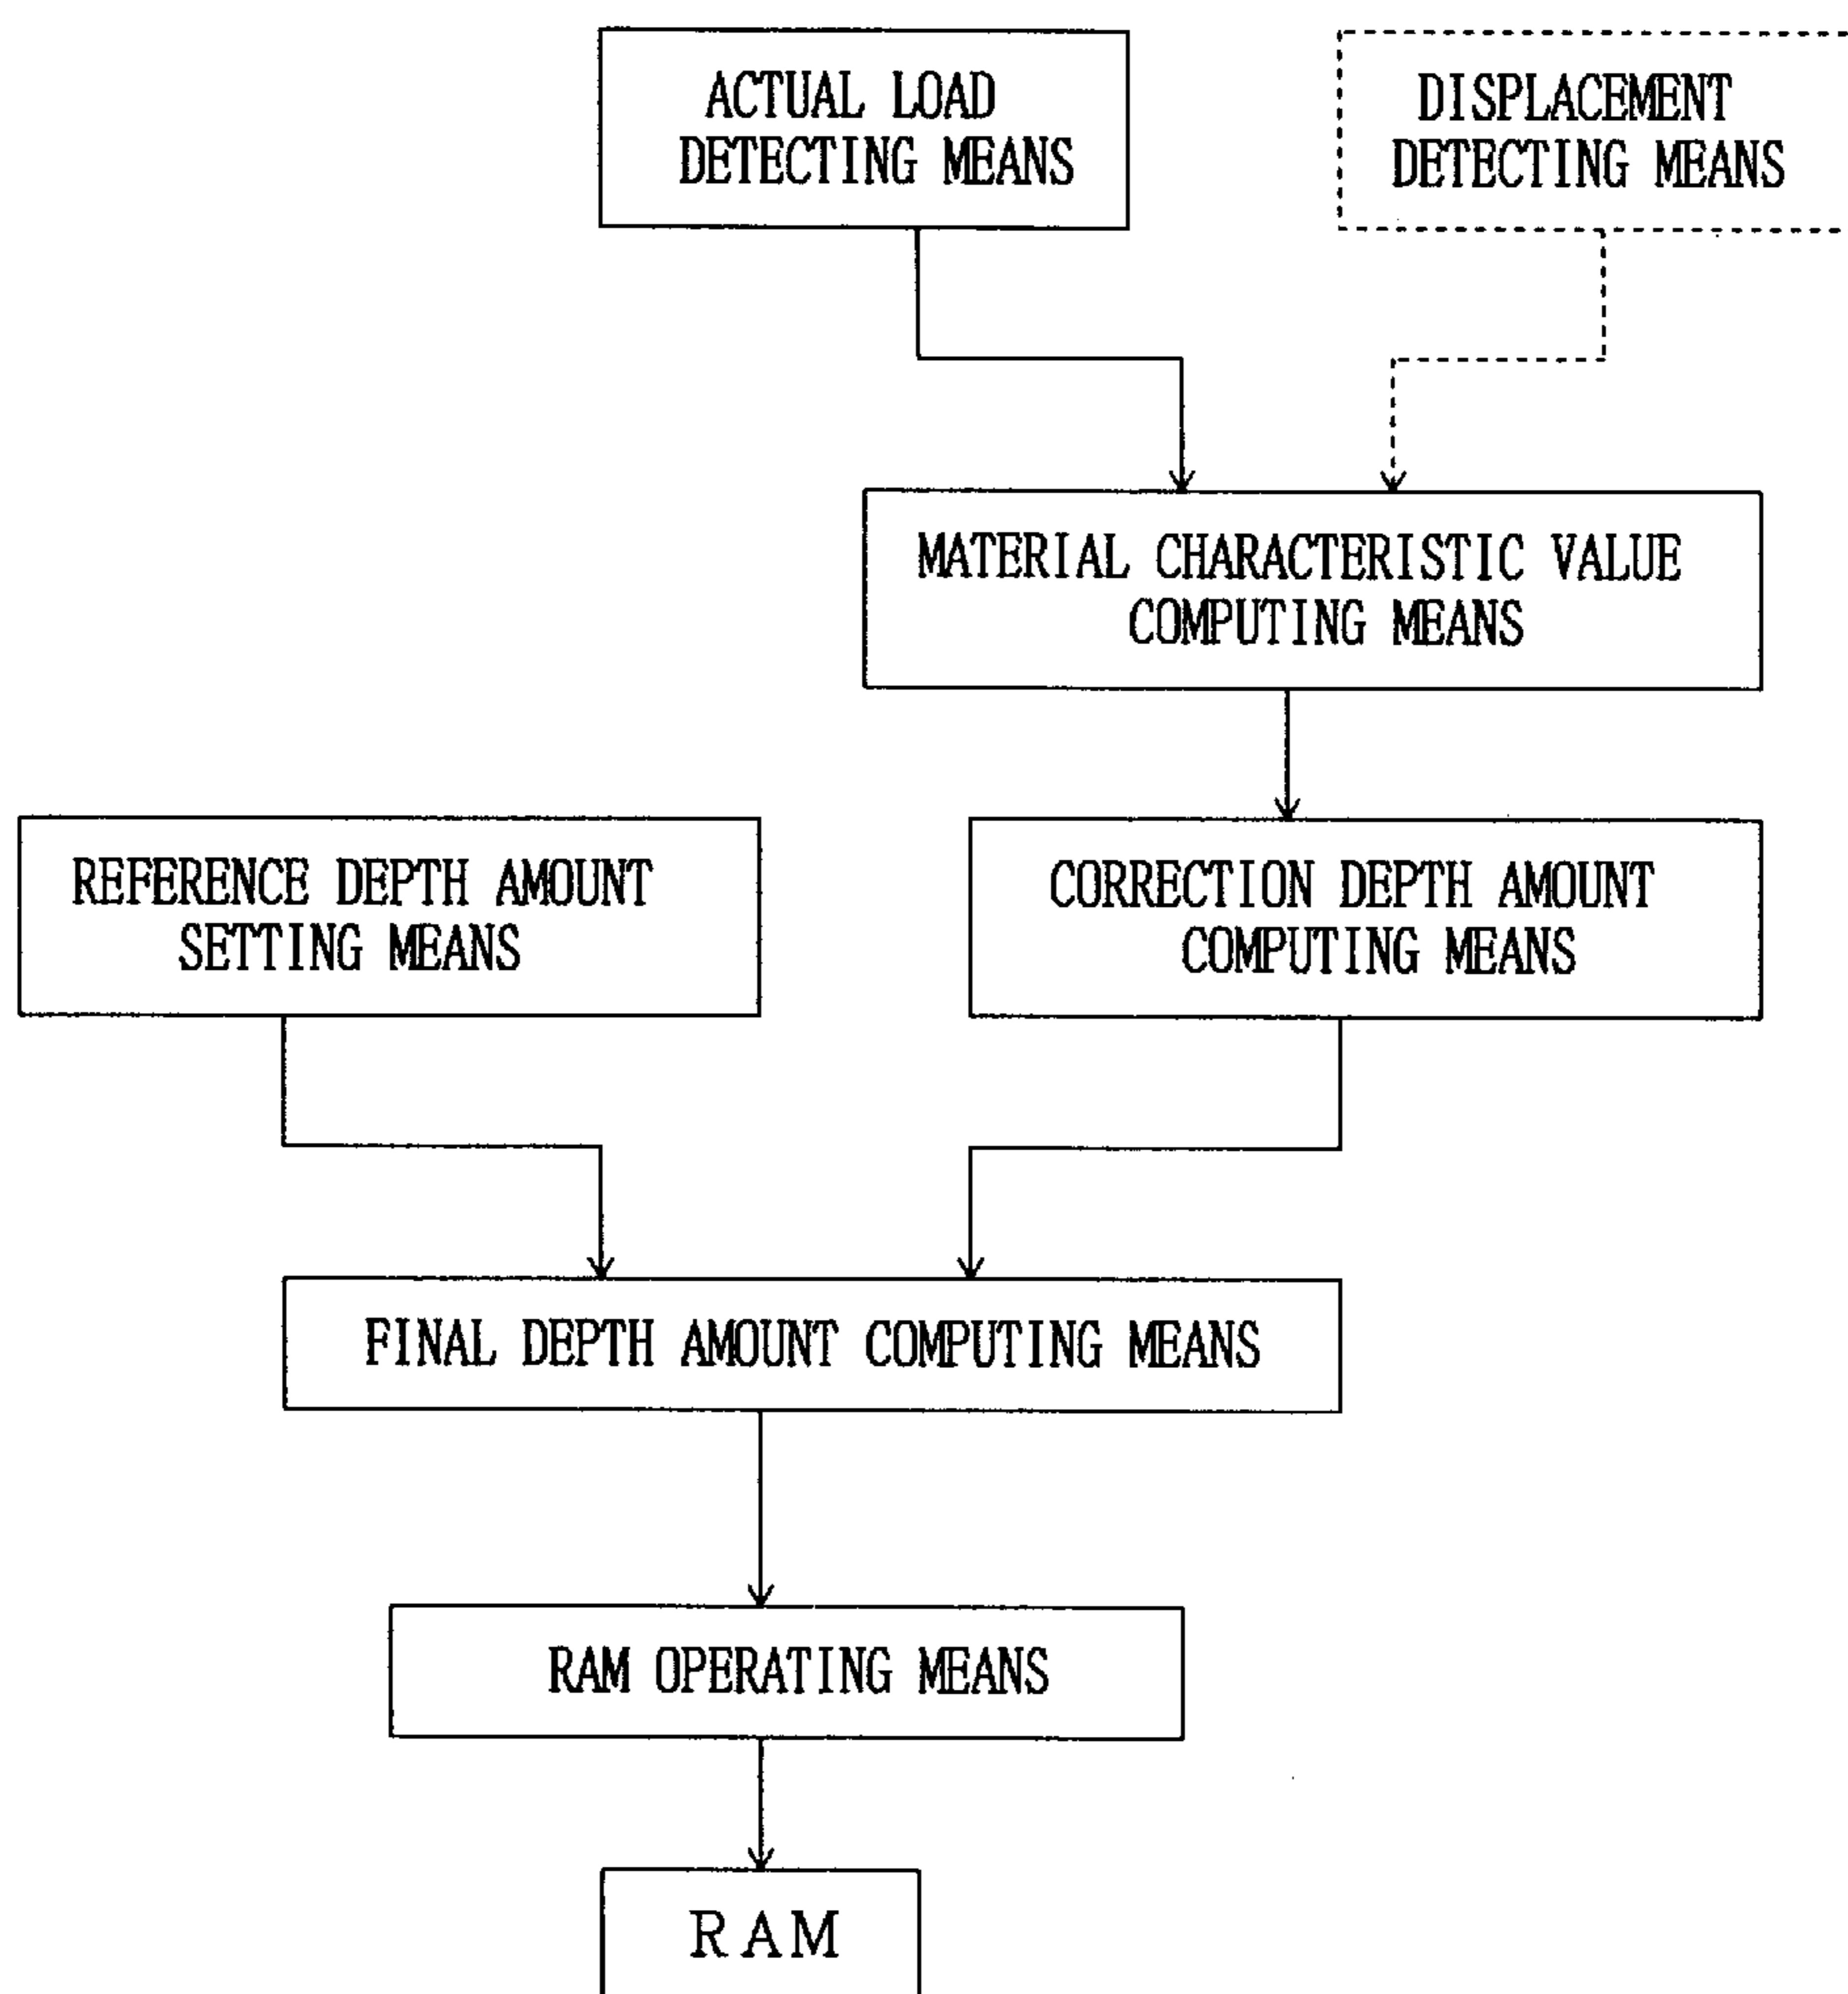 ACTUAL LOAD
DETECTING MEANS
DISPLACEMENT
DETECTING MEANS
MATERIAL CHARACTERISTIC VALUE
COMPUTING MEANS
REFERENCE DEPTH AMOUNT
SETTING MEANS
CORRECTION DEPTH AMOUNT
COMPUTING MEANS
FINAL DEPTH AMOUNT COMPUTING MEANS
RAM OPERATING MEANS
RAM